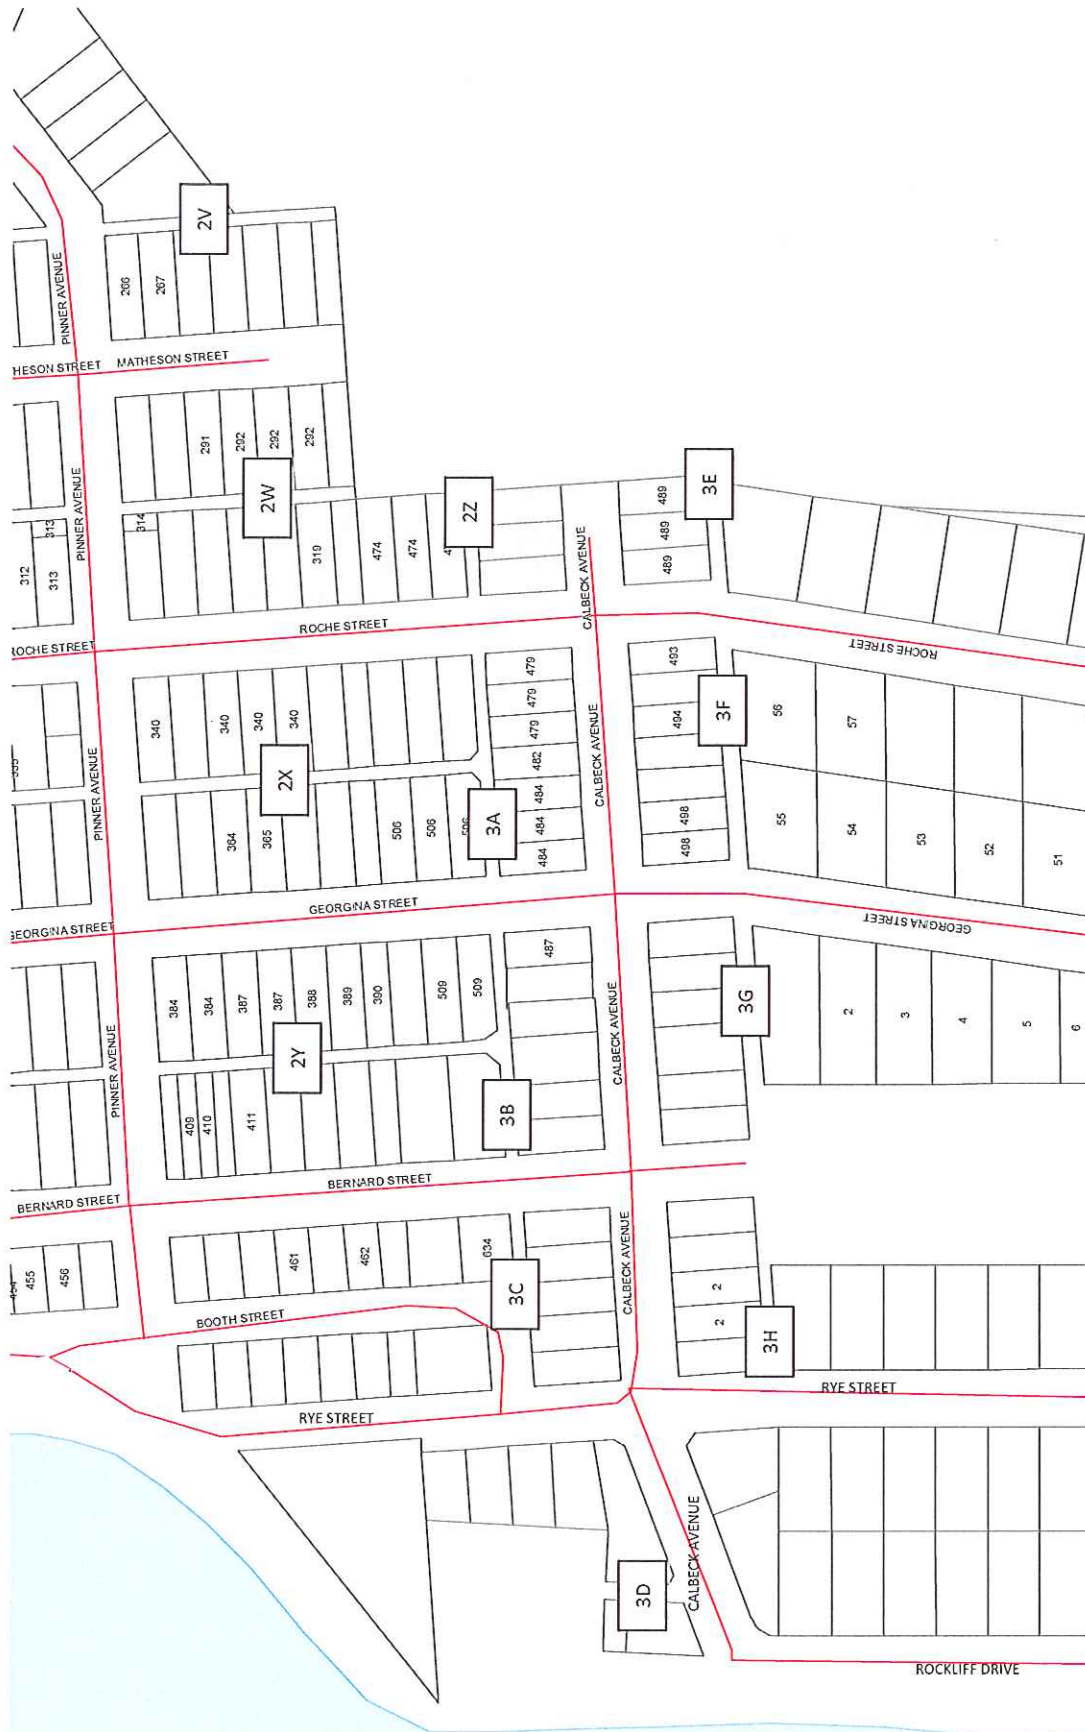 2V
PINNER AVENUE
266
267
HESON STREET
MATHESON STREET
291
292
292
292
PINNER AVENUE
2W
314
313
312
313
319
474
474
2Z
489
489
489
3E
CALBECK AVENUE
ROCHE STREET
ROCHE STREET
ROCHE STREET
340
340
340
340
479
479
479
482
484
484
484
493
494
498
498
3F
56
57
PINNER AVENUE
2X
364
365
506
506
506
3A
CALBECK AVENUE
55
54
53
52
51
GEORGINA STREET
GEORGINA STREET
GEORGINA STREET
384
384
387
387
388
389
390
509
509
487
3G
2
3
4
5
6
PINNER AVENUE
2Y
409
410
411
3B
CALBECK AVENUE
BERNARD STREET
BERNARD STREET
454
455
456
461
462
634
3C
CALBECK AVENUE
2
2
3H
BOOTH STREET
RYE STREET
RYE STREET
3D
CALBECK AVENUE
ROCKLIFF DRIVE